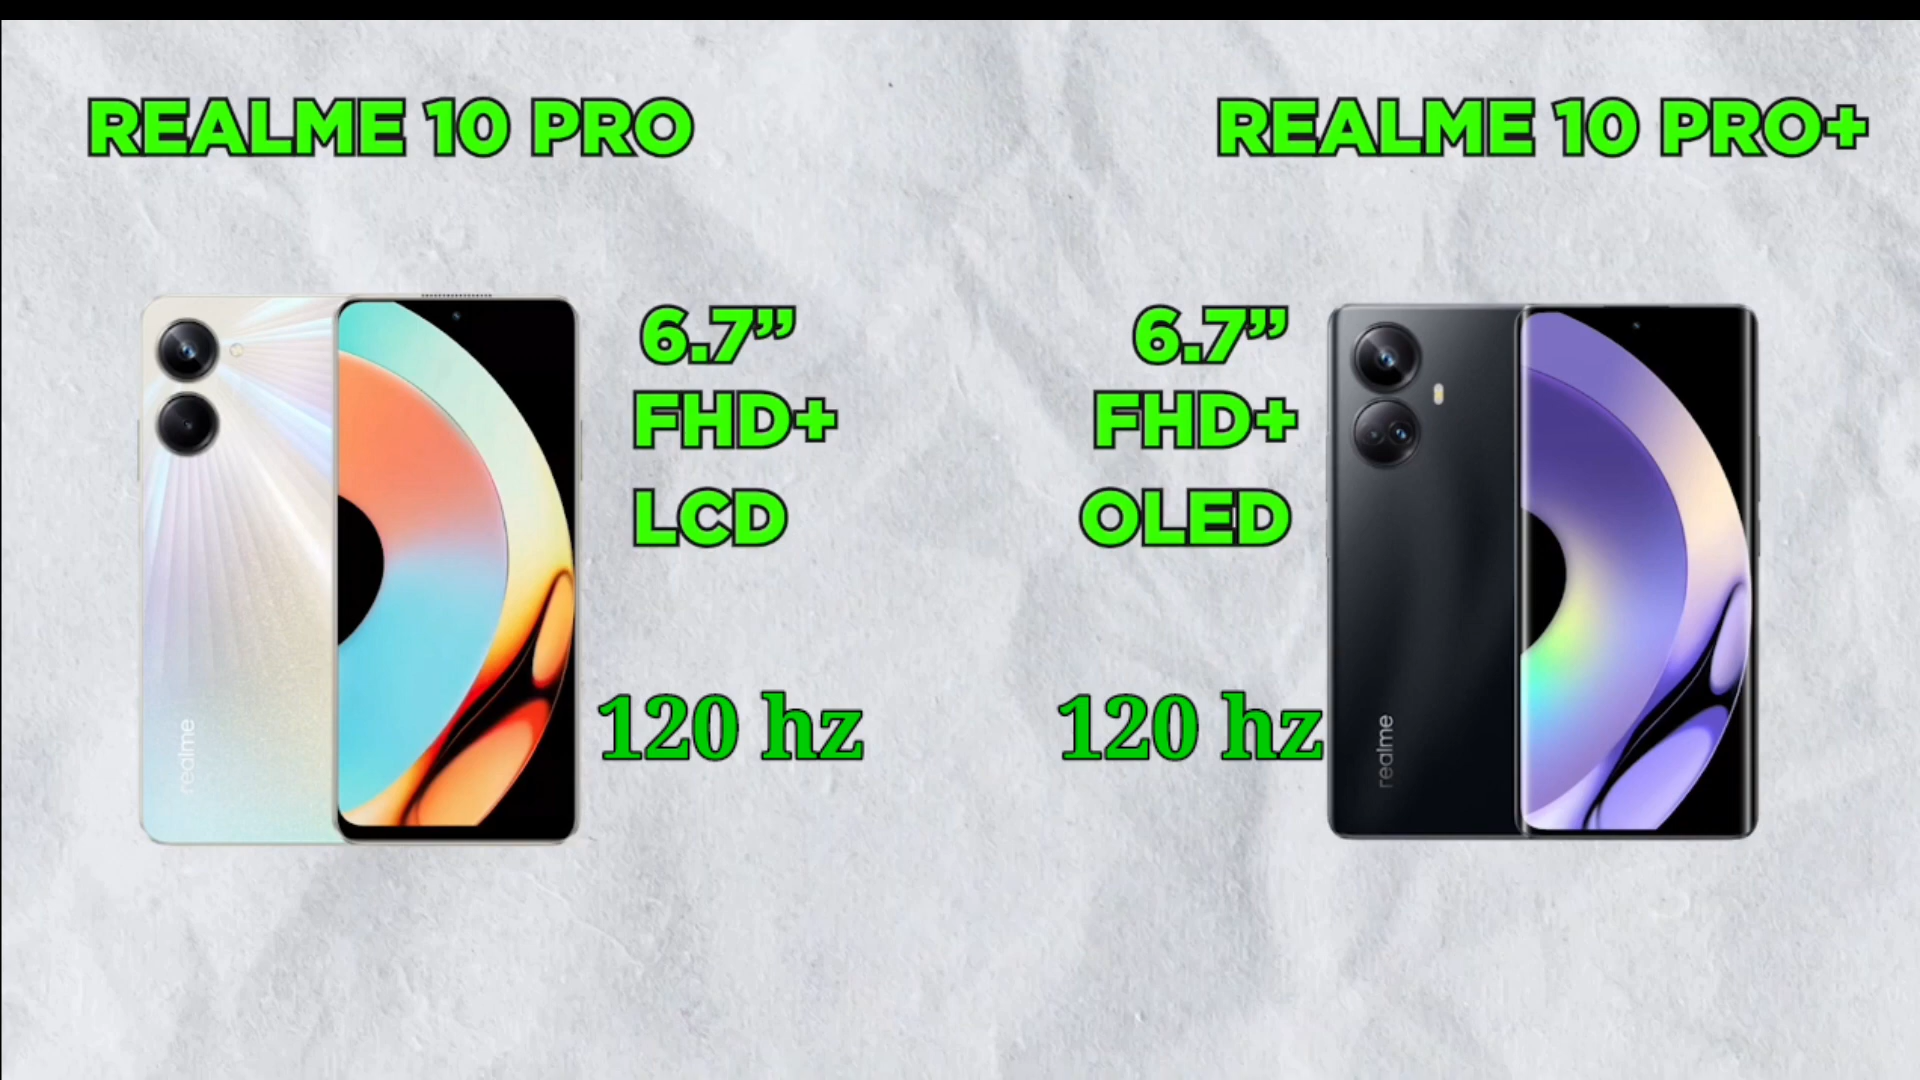 REALME 10 PRO
REALME 10 PRO+
6.7”
FHD+
LCD
120 hz
6.7”
FHD+
OLED
120 hz
realme
realme